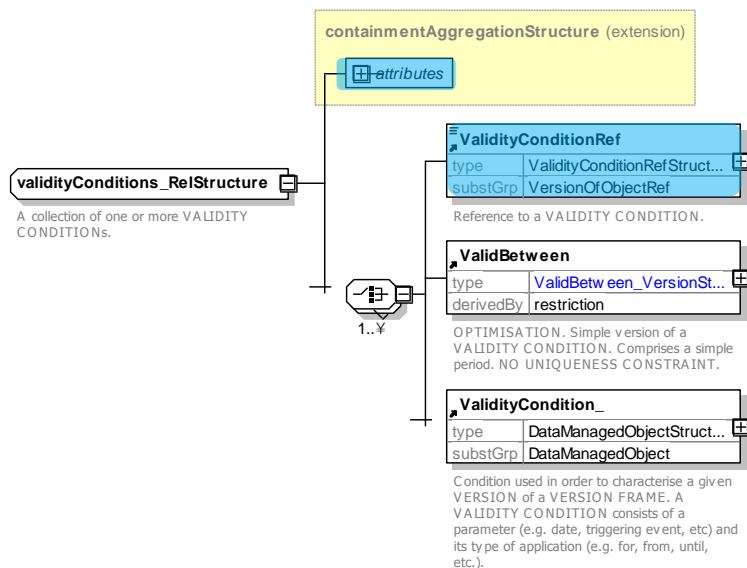 containmentAggregationStructure (extension)
attributes
validityConditions_RelStructure
A collection of one or more VALIDITY
CONDITIONs.
1..¥
ValidityConditionRef
type ValidityConditionRefStruct...
substGrp VersionOfObjectRef
Reference to a VALIDITY CONDITION.
ValidBetween
type ValidBetween_VersionSt...
derivedBy restriction
OPTIMISATION. Simple version of a
VALIDITY CONDITION. Comprises a simple
period. NO UNIQUENESS CONSTRAINT.
ValidityCondition_
type DataManagedObjectStruct...
substGrp DataManagedObject
Condition used in order to characterise a given
VERSION of a VERSION FRAME. A
VALIDITY CONDITION consists of a
parameter (e.g. date, triggering event, etc) and
its type of application (e.g. for, from, until,
etc.).